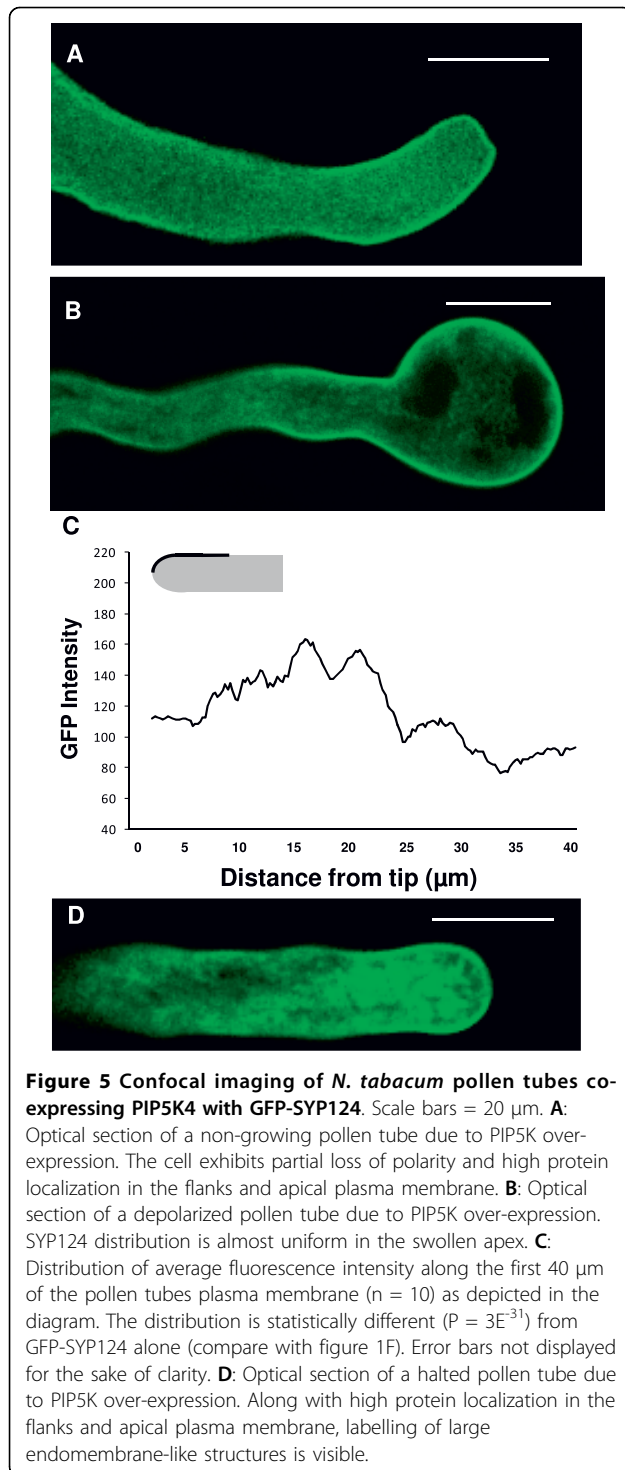 A
B
C
220
200
180
160
140
120
100
80
60
40
GFP Intensity
0 5 10 15 20 25 30 35 40
Distance from tip (µm)
D
Figure 5 Confocal imaging of N. tabacum pollen tubes co-
expressing PIP5K4 with GFP-SYP124. Scale bars = 20 µm. A:
Optical section of a non-growing pollen tube due to PIP5K over-
expression. The cell exhibits partial loss of polarity and high protein
localization in the flanks and apical plasma membrane. B: Optical
section of a depolarized pollen tube due to PIP5K over-expression.
SYP124 distribution is almost uniform in the swollen apex. C:
Distribution of average fluorescence intensity along the first 40 µm
of the pollen tubes plasma membrane (n = 10) as depicted in the
diagram. The distribution is statistically different (P = 3E⁻³¹) from
GFP-SYP124 alone (compare with figure 1F). Error bars not displayed
for the sake of clarity. D: Optical section of a halted pollen tube due
to PIP5K over-expression. Along with high protein localization in the
flanks and apical plasma membrane, labelling of large
endomembrane-like structures is visible.